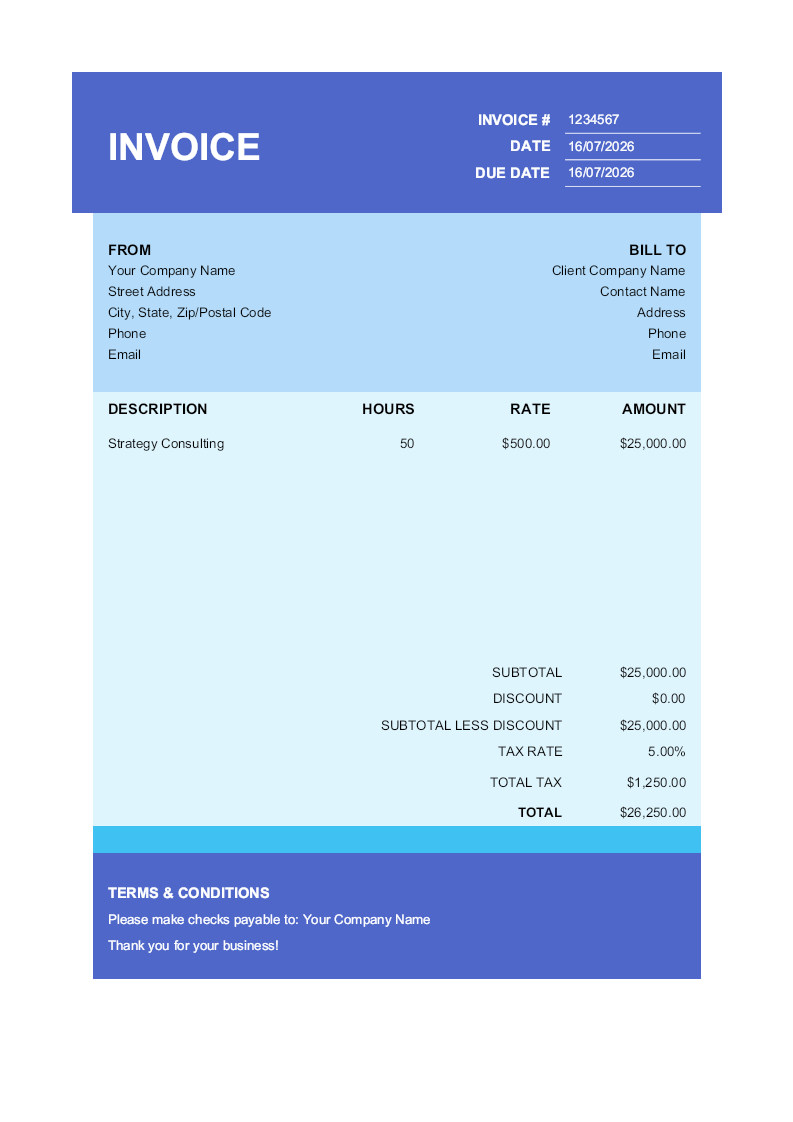 INVOICE
INVOICE # 1234567
DATE 16/07/2026
DUE DATE 16/07/2026
FROM BILL TO
Your Company Name Client Company Name
Street Address Contact Name
City, State, Zip/Postal Code Address
Phone Phone
Email Email
DESCRIPTION HOURS RATE AMOUNT
Strategy Consulting 50 $500.00 $25,000.00
SUBTOTAL $25,000.00
DISCOUNT $0.00
SUBTOTAL LESS DISCOUNT $25,000.00
TAX RATE 5.00%
TOTAL TAX $1,250.00
TOTAL $26,250.00
TERMS & CONDITIONS
Please make checks payable to: Your Company Name
Thank you for your business!